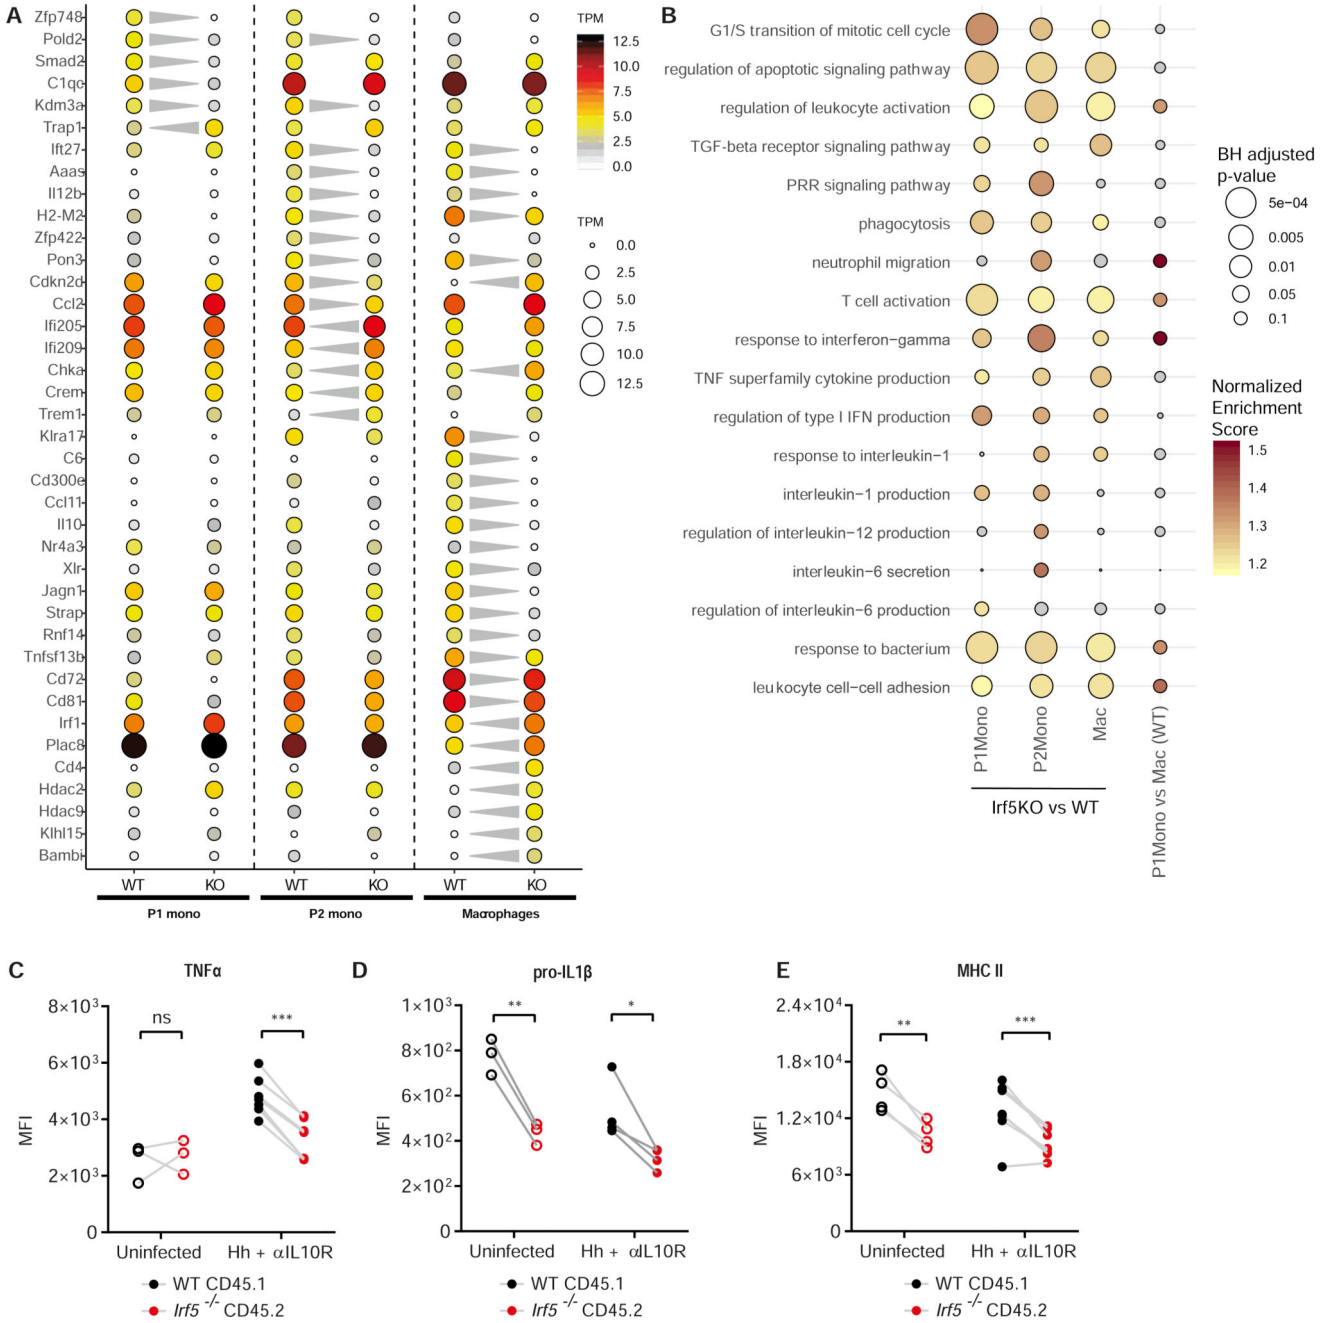 A
Zfp748
Pold2
Smad2
C1qc
Kdm3a
Trap1
Ift27
Aaas
Il12b
H2-M2
Zfp422
Pon3
Cdkn2d
Ccl2
Ifi205
Ifi209
Chka
Crem
Trem1
Klra17
C6
Cd300e
Ccl11
Il10
Nr4a3
Xlr
Jagn1
Strap
Rnf14
Tnfsf13b
Cd72
Cd81
Irf1
Plac8
Cd4
Hdac2
Hdac9
Klhl15
Bambi
WT KO WT KO WT KO
P1 mono P2 mono Macrophages
TPM
12.5
10.0
7.5
5.0
2.5
0.0
TPM
0.0
2.5
5.0
7.5
10.0
12.5
B
G1/S transition of mitotic cell cycle
regulation of apoptotic signaling pathway
regulation of leukocyte activation
TGF-beta receptor signaling pathway
PRR signaling pathway
phagocytosis
neutrophil migration
T cell activation
response to interferon-gamma
TNF superfamily cytokine production
regulation of type I IFN production
response to interleukin-1
interleukin-1 production
regulation of interleukin-12 production
interleukin-6 secretion
regulation of interleukin-6 production
response to bacterium
leukocyte cell-cell adhesion
P1Mono
P2Mono
Mac
P1Mono vs Mac (WT)
Irf5KO vs WT
BH adjusted
p-value
5e-04
0.005
0.01
0.05
0.1
Normalized
Enrichment
Score
1.5
1.4
1.3
1.2
C
TNFα
8×10³
6×10³
4×10³
2×10³
0
MFI
ns
***
Uninfected Hh + αIL10R
WT CD45.1
Irf5 -/- CD45.2
D
pro-IL1β
1×10³
8×10²
6×10²
4×10²
2×10²
0
MFI
**
*
Uninfected Hh + αIL10R
WT CD45.1
Irf5 -/- CD45.2
E
MHC II
2.4×10⁴
1.8×10⁴
1.2×10⁴
6×10³
0
MFI
**
***
Uninfected Hh + αIL10R
WT CD45.1
Irf5 -/- CD45.2